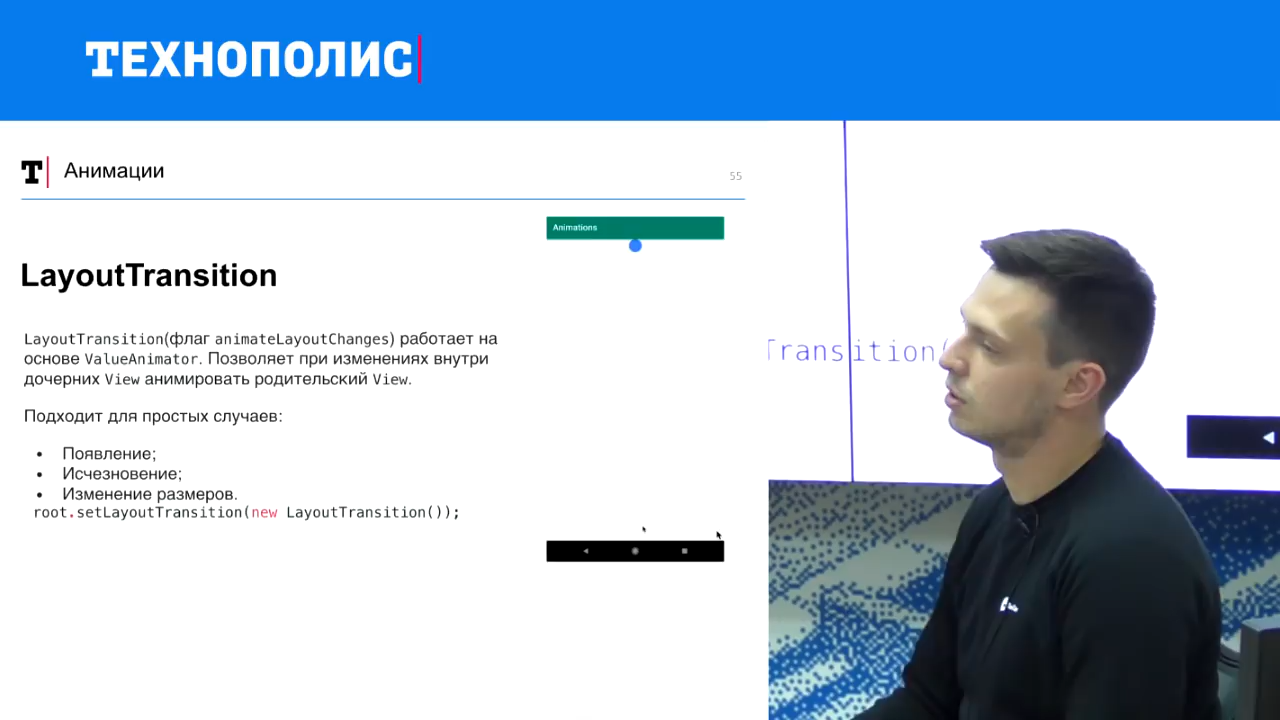 ТЕХНОПОЛИС
Т Анимации
55
Animations
LayoutTransition
LayoutTransition(флаг animateLayoutChanges) работает на
основе ValueAnimator. Позволяет при изменениях внутри
дочерних View анимировать родительский View.
Подходит для простых случаев:
• Появление;
• Исчезновение;
• Изменение размеров.
root.setLayoutTransition(new LayoutTransition());
Transition(